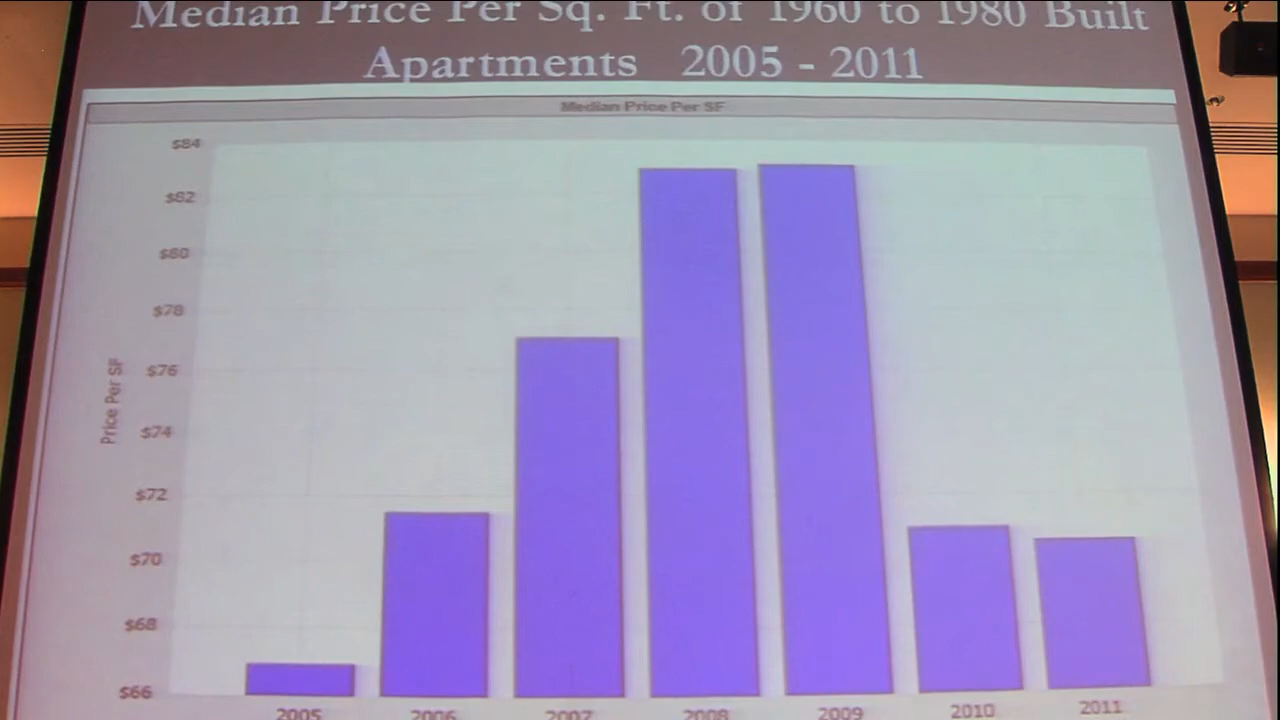 Median Price Per Sq. Ft. of 1960 to 1980 Built
Apartments 2005 - 2011
Median Price Per SF
$84
$82
$80
$78
$76
$74
$72
$70
$68
$66
Price Per SF
2005 2006 2007 2008 2009 2010 2011